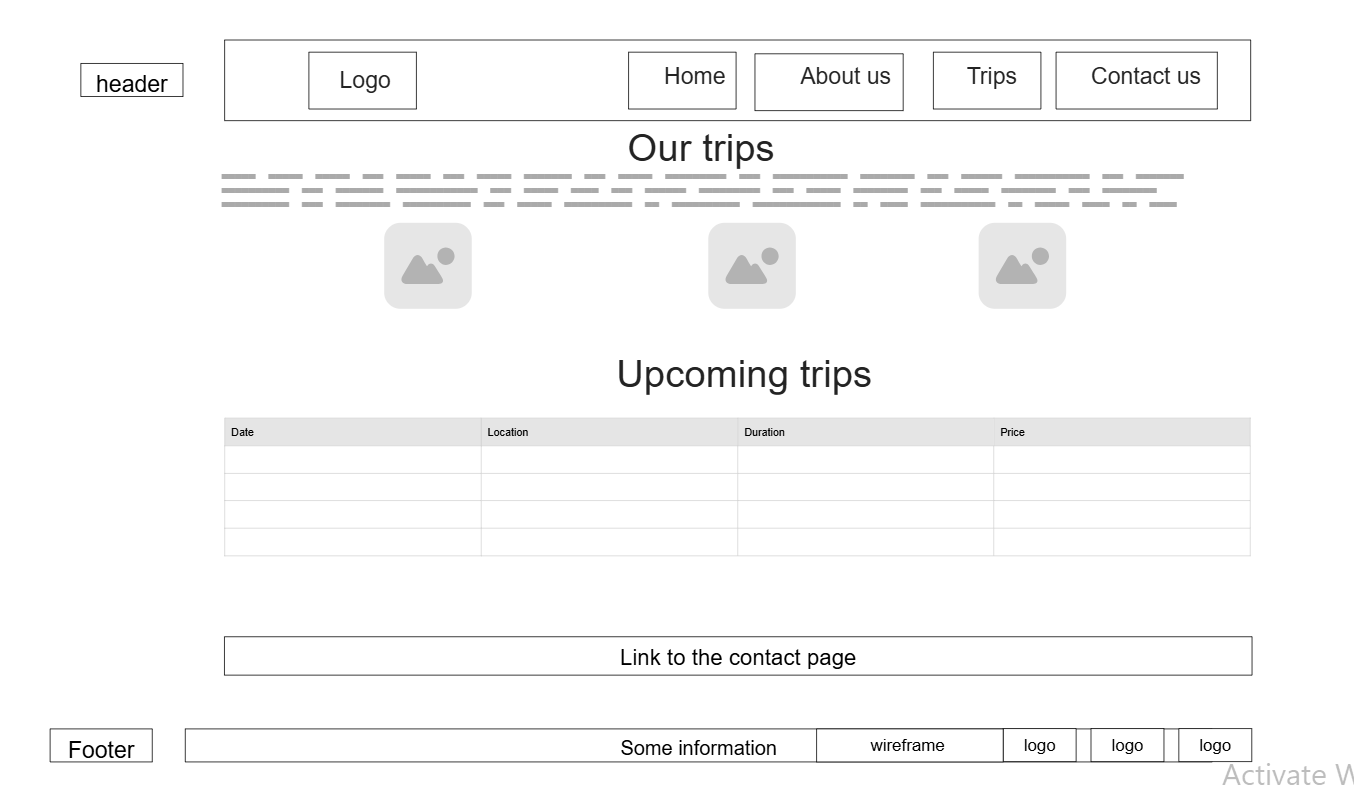 header
Logo
Home
About us
Trips
Contact us
Our trips
Upcoming trips
Date
Location
Duration
Price
Link to the contact page
Footer
Some information
wireframe
logo
logo
logo
Activate